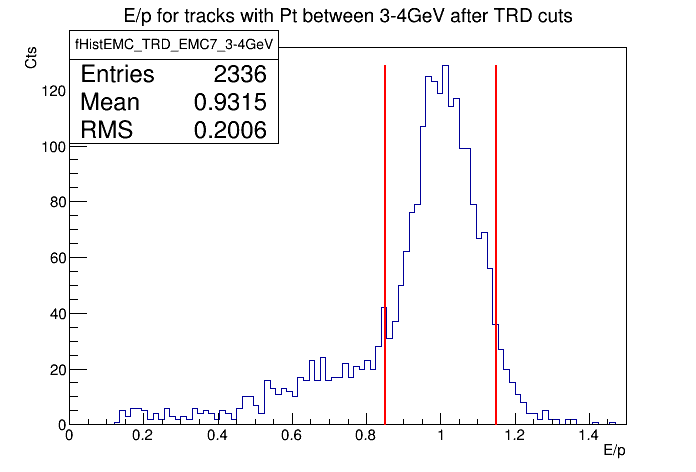 E/p for tracks with Pt between 3-4GeV after TRD cuts
fHistEMC_TRD_EMC7_3-4GeV
Entries 2336
Mean 0.9315
RMS 0.2006
Cts
120
100
80
60
40
20
0
0 0.2 0.4 0.6 0.8 1 1.2 1.4
E/p